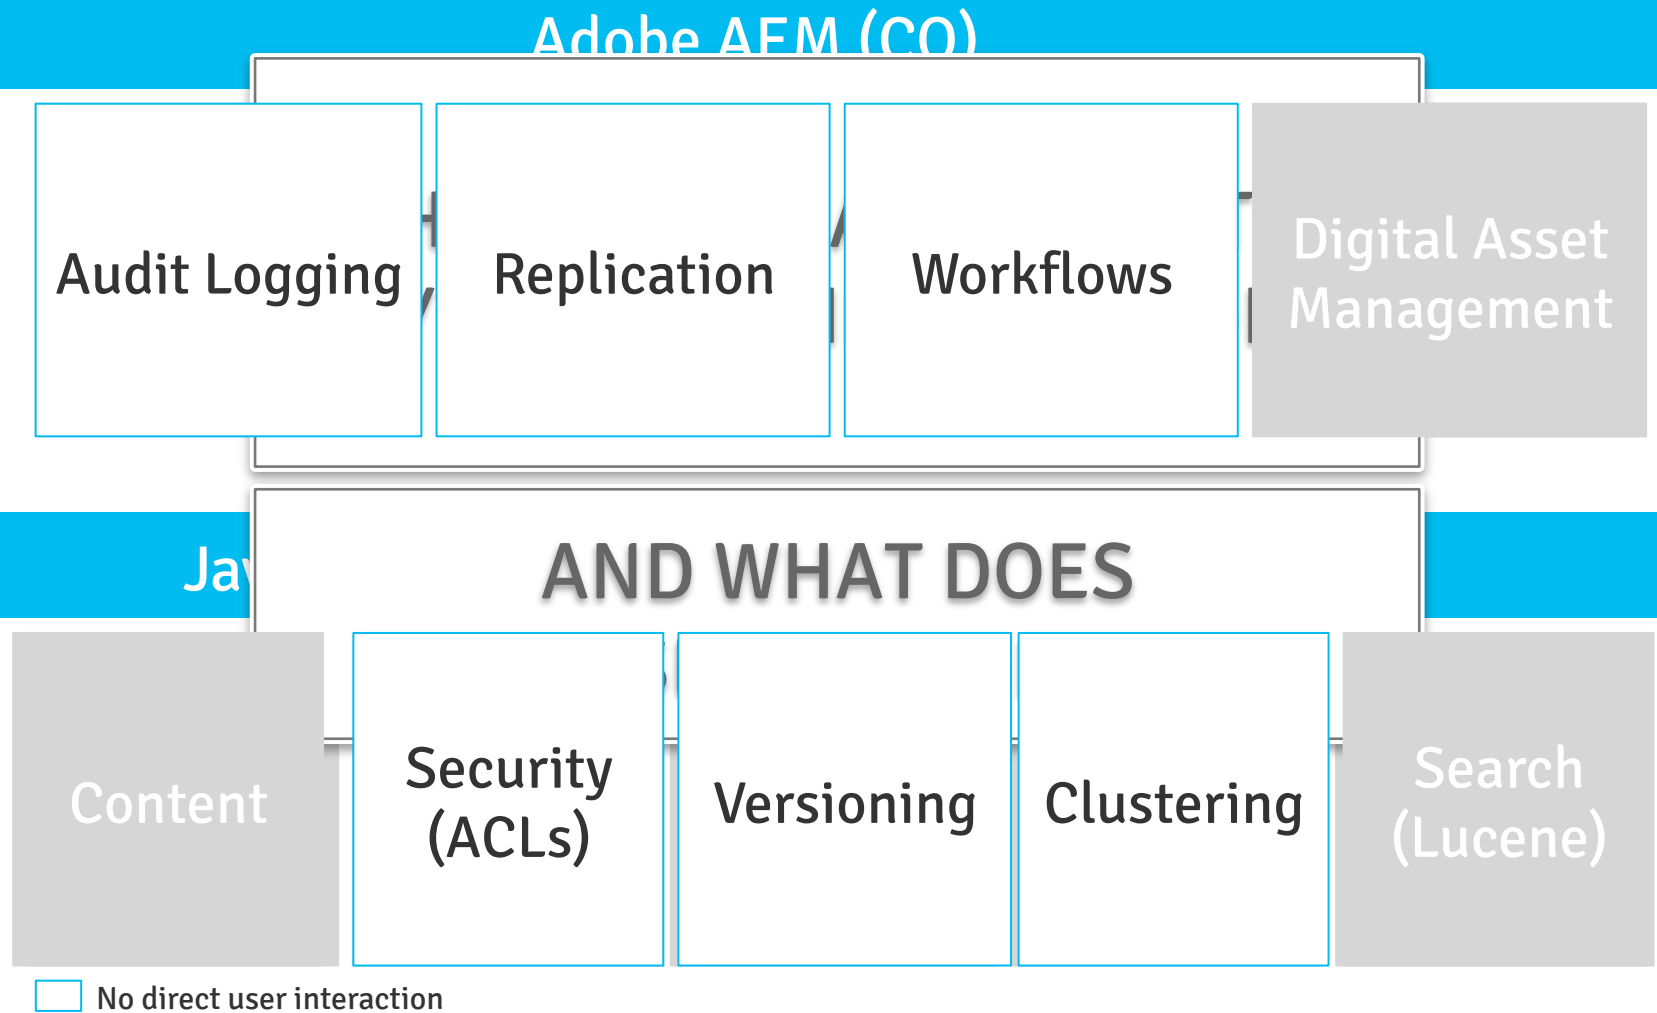 Adobe AEM (CQ)
Audit Logging
Replication
Workflows
Digital Asset
Management
AND WHAT DOES
Content
Security
(ACLs)
Versioning
Clustering
Search
(Lucene)
No direct user interaction